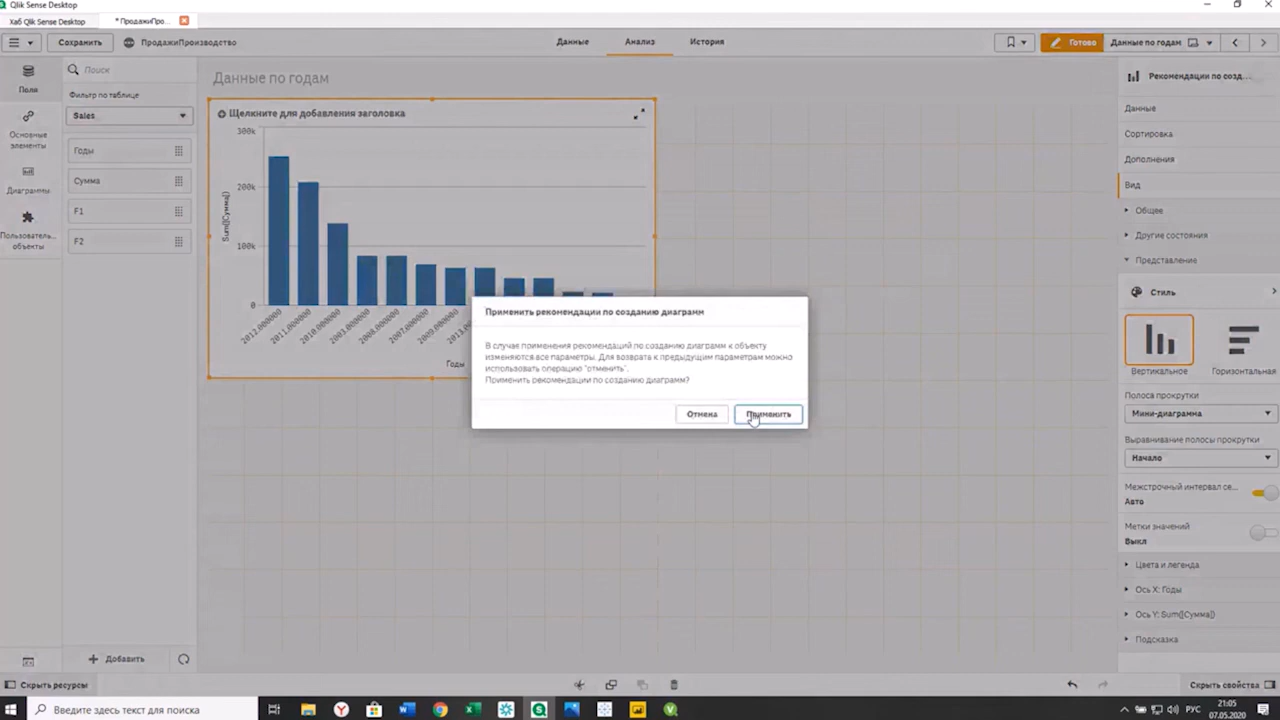 Qlik Sense Desktop
Хаб Qlik Sense Desktop
* ПродажиПро...
Сохранить
ПродажиПроизводство
Данные
Анализ
История
Готово
Данные по годам
Поля
Основные
элементы
Диаграммы
Пользователь...
объекты
Поиск
Фильтр по таблице
Sales
Годы
Сумма
F1
F2
Добавить
Данные по годам
Щелкните для добавления заголовка
300k
200k
100k
0
Sum([Сумма])
2012,000000
2011,000000
2010,000000
2003,000000
2008,000000
2007,000000
2009,000000
Годы
Применить рекомендации по созданию диаграмм
В случае применения рекомендаций по созданию диаграмм к объекту
изменяются все параметры. Для возврата к предыдущим параметрам можно
использовать операцию "отменить".
Применить рекомендации по созданию диаграмм?
Отмена
Применить
Рекомендации по созд...
Данные
Сортировка
Дополнения
Вид
Общее
Другие состояния
Представление
Стиль
Вертикальное
Горизонтальная
Полоса прокрутки
Мини-диаграмма
Выравнивание полосы прокрутки
Начало
Межстрочный интервал се...
Авто
Метки значений
Выкл
Цвета и легенда
Ось X: Годы
Ось Y: Sum([Сумма])
Подсказка
Скрыть ресурсы
Скрыть свойства
Введите здесь текст для поиска
РУС
21:05
07.05.2020